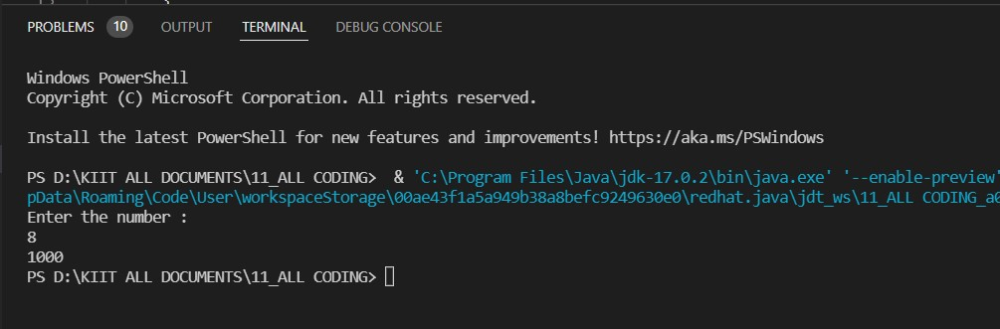 PROBLEMS 10 OUTPUT TERMINAL DEBUG CONSOLE
Windows PowerShell
Copyright (C) Microsoft Corporation. All rights reserved.
Install the latest PowerShell for new features and improvements! https://aka.ms/PSWindows
PS D:\KIIT ALL DOCUMENTS\11_ALL CODING>  & 'C:\Program Files\Java\jdk-17.0.2\bin\java.exe' '--enable-preview'
pData\Roaming\Code\User\workspaceStorage\00ae43f1a5a949b38a8befc9249630e0\redhat.java\jdt_ws\11_ALL CODING_a0
Enter the number :
8
1000
PS D:\KIIT ALL DOCUMENTS\11_ALL CODING>